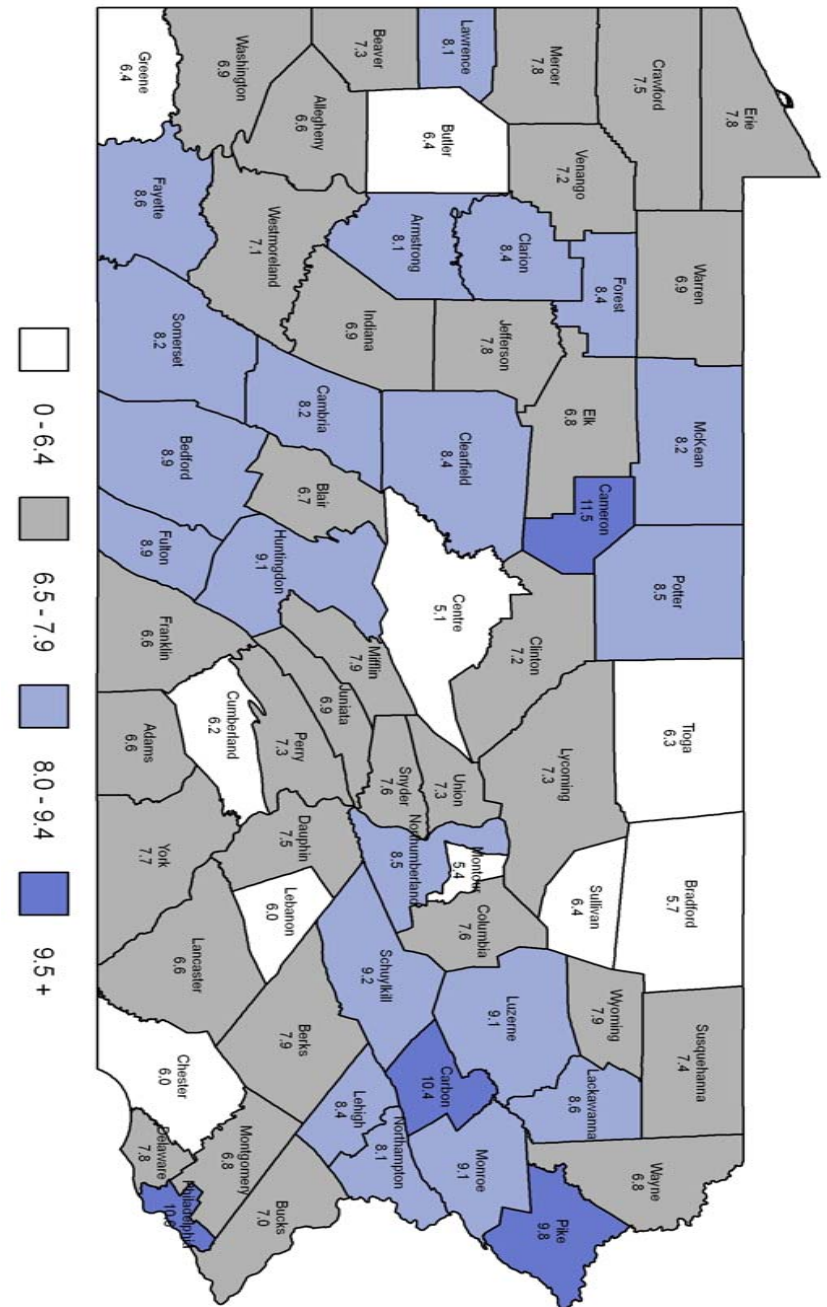 Erie
7.8
Crawford
7.5
Warren
6.9
McKean
8.2
Potter
8.5
Tioga
6.3
Bradford
5.7
Susquehanna
7.4
Wayne
6.8
Mercer
7.8
Venango
7.2
Forest
8.4
Elk
6.8
Cameron
11.5
Clinton
7.2
Lycoming
7.3
Sullivan
6.4
Wyoming
7.9
Lackawanna
8.6
Pike
9.8
Lawrence
8.1
Butler
6.4
Clarion
8.4
Jefferson
7.8
Clearfield
8.4
Centre
5.1
Union
7.3
Montour
5.4
Columbia
7.6
Luzerne
9.1
Monroe
9.1
Beaver
7.3
Armstrong
8.1
Indiana
6.9
Cambria
8.2
Blair
6.7
Huntingdon
9.1
Mifflin
7.9
Juniata
6.9
Snyder
7.6
Northumberland
8.5
Schuylkill
9.2
Carbon
10.4
Northampton
8.1
Lehigh
8.4
Allegheny
6.6
Westmoreland
7.1
Perry
7.3
Dauphin
7.5
Lebanon
6.0
Berks
7.9
Bucks
7.0
Montgomery
6.8
Washington
6.9
Greene
6.4
Fayette
8.6
Somerset
8.2
Bedford
8.9
Fulton
8.9
Franklin
6.6
Cumberland
6.2
Adams
6.6
York
7.7
Lancaster
6.6
Chester
6.0
Delaware
7.8
Philadelphia
0 - 6.4
6.5 - 7.9
8.0 - 9.4
9.5 +